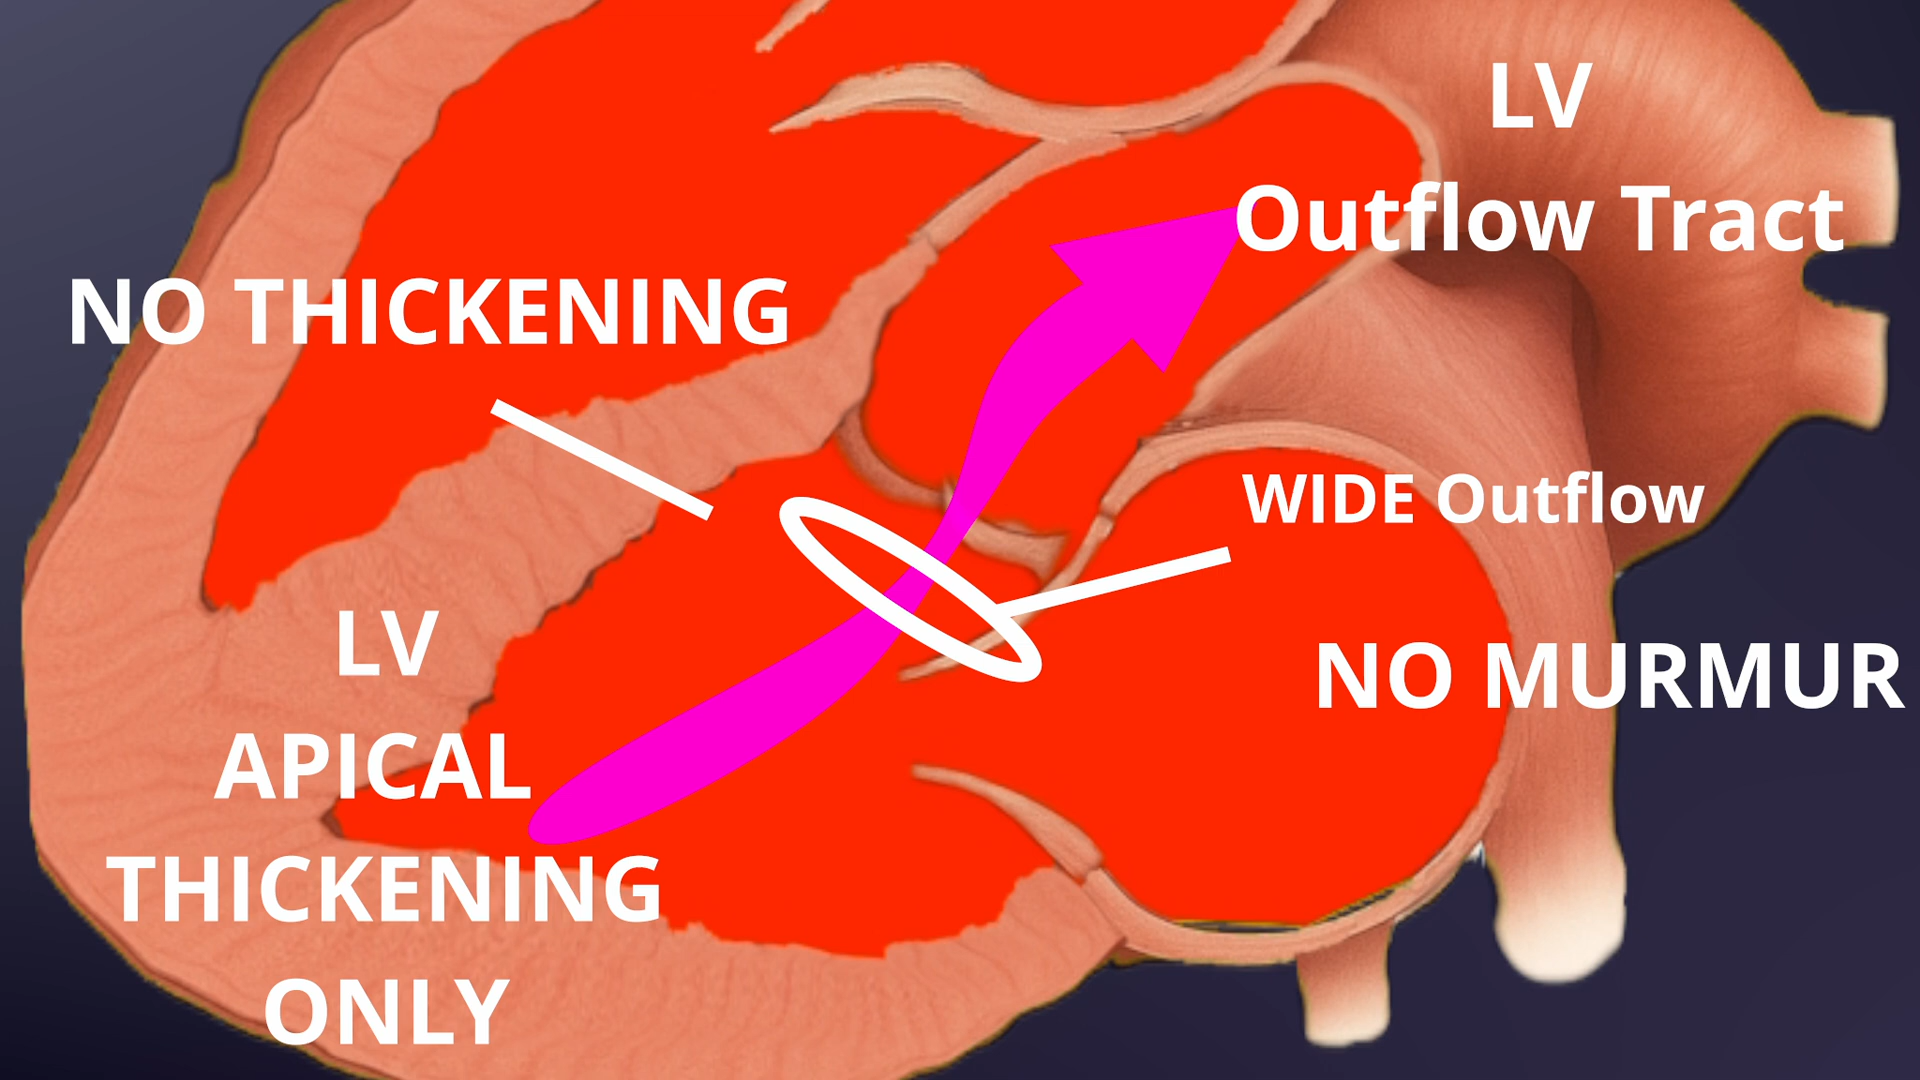 LV
Outflow Tract
NO THICKENING
WIDE Outflow
LV
APICAL
THICKENING
ONLY
NO MURMUR